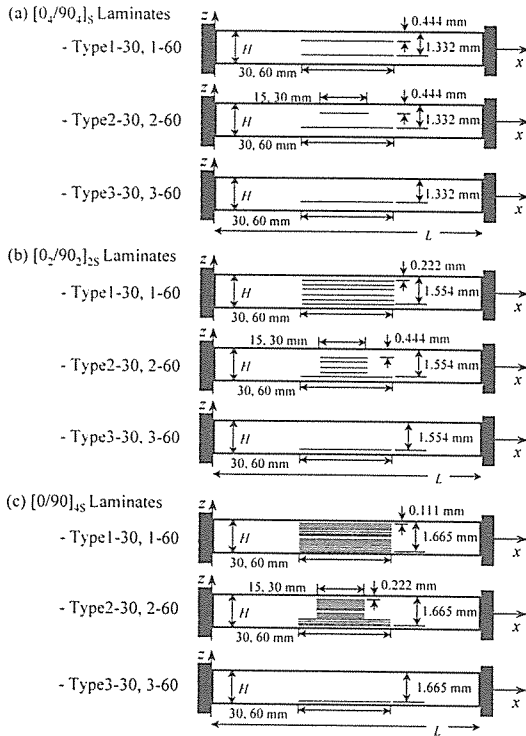 (a) [0₄/90₄]S Laminates
z
0.444 mm
- Type1-30, 1-60
H
1.332 mm
x
30, 60 mm
15, 30 mm
z
0.444 mm
- Type2-30, 2-60
H
1.332 mm
x
30, 60 mm
z
- Type3-30, 3-60
H
1.332 mm
x
30, 60 mm
L
(b) [0₂/90₂]2S Laminates
z
0.222 mm
- Type1-30, 1-60
H
1.554 mm
x
30, 60 mm
15, 30 mm
z
0.444 mm
- Type2-30, 2-60
H
1.554 mm
x
30, 60 mm
z
- Type3-30, 3-60
H
1.554 mm
x
30, 60 mm
L
(c) [0/90]4S Laminates
z
0.111 mm
- Type1-30, 1-60
H
1.665 mm
x
30, 60 mm
15, 30 mm
z
0.222 mm
- Type2-30, 2-60
H
1.665 mm
x
30, 60 mm
z
- Type3-30, 3-60
H
1.665 mm
x
30, 60 mm
L